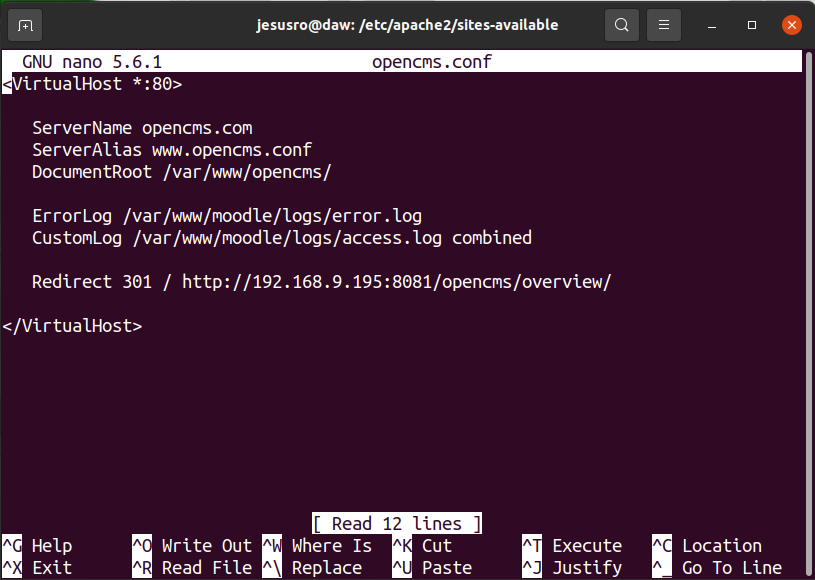 jesusro@daw: /etc/apache2/sites-available
GNU nano 5.6.1 opencms.conf
<VirtualHost *:80>
ServerName opencms.com
ServerAlias www.opencms.conf
DocumentRoot /var/www/opencms/
ErrorLog /var/www/moodle/logs/error.log
CustomLog /var/www/moodle/logs/access.log combined
Redirect 301 / http://192.168.9.195:8081/opencms/overview/
</VirtualHost>
[ Read 12 lines ]
^G Help ^O Write Out ^W Where Is ^K Cut ^T Execute ^C Location
^X Exit ^R Read File ^\ Replace ^U Paste ^J Justify ^_ Go To Line